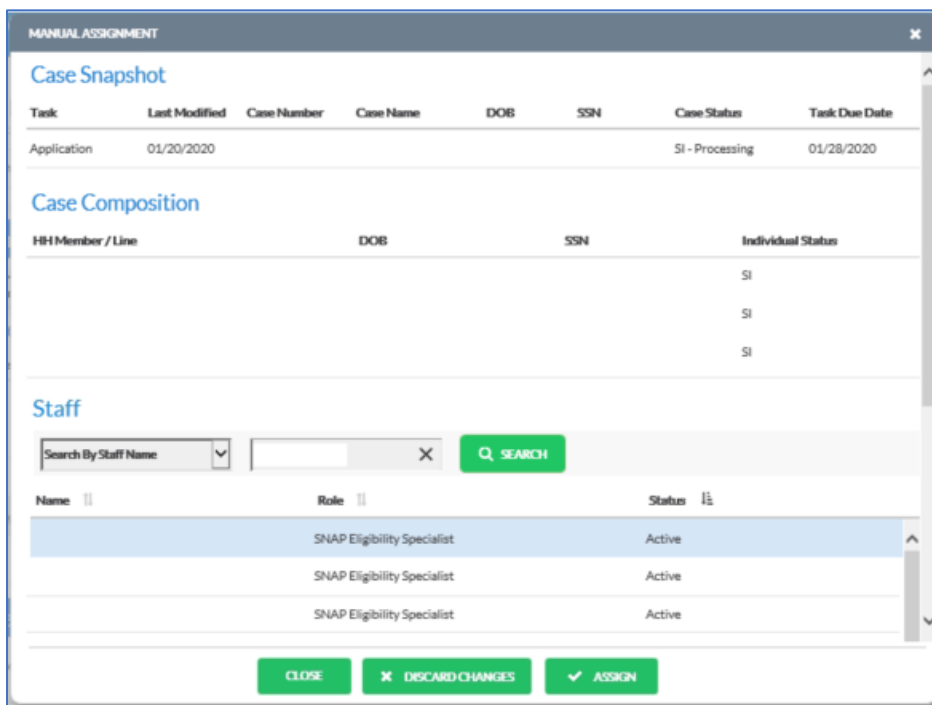 MANUAL ASSIGNMENT
Case Snapshot
Task Last Modified Case Number Case Name DOB SSN Case Status Task Due Date
Application 01/20/2020 SI - Processing 01/28/2020
Case Composition
HH Member / Line DOB SSN Individual Status
SI
SI
SI
Staff
Search By Staff Name SEARCH
Name Role Status
SNAP Eligibility Specialist Active
SNAP Eligibility Specialist Active
SNAP Eligibility Specialist Active
CLOSE DISCARD CHANGES ASSIGN